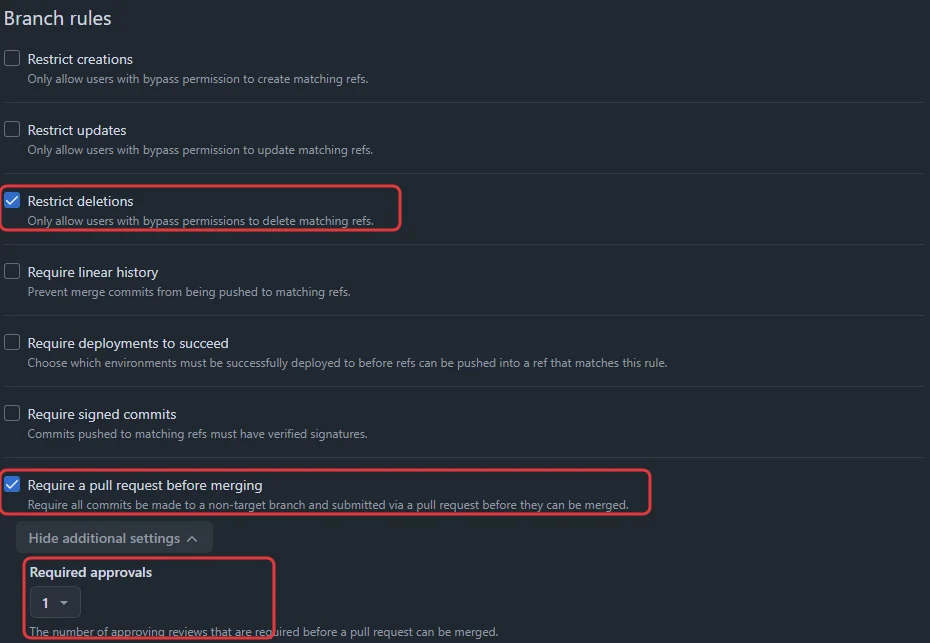 Branch rules
Restrict creations
Only allow users with bypass permission to create matching refs.
Restrict updates
Only allow users with bypass permission to update matching refs.
Restrict deletions
Only allow users with bypass permissions to delete matching refs.
Require linear history
Prevent merge commits from being pushed to matching refs.
Require deployments to succeed
Choose which environments must be successfully deployed to before refs can be pushed into a ref that matches this rule.
Require signed commits
Commits pushed to matching refs must have verified signatures.
Require a pull request before merging
Require all commits be made to a non-target branch and submitted via a pull request before they can be merged.
Hide additional settings
Required approvals
1
The number of approving reviews that are required before a pull request can be merged.